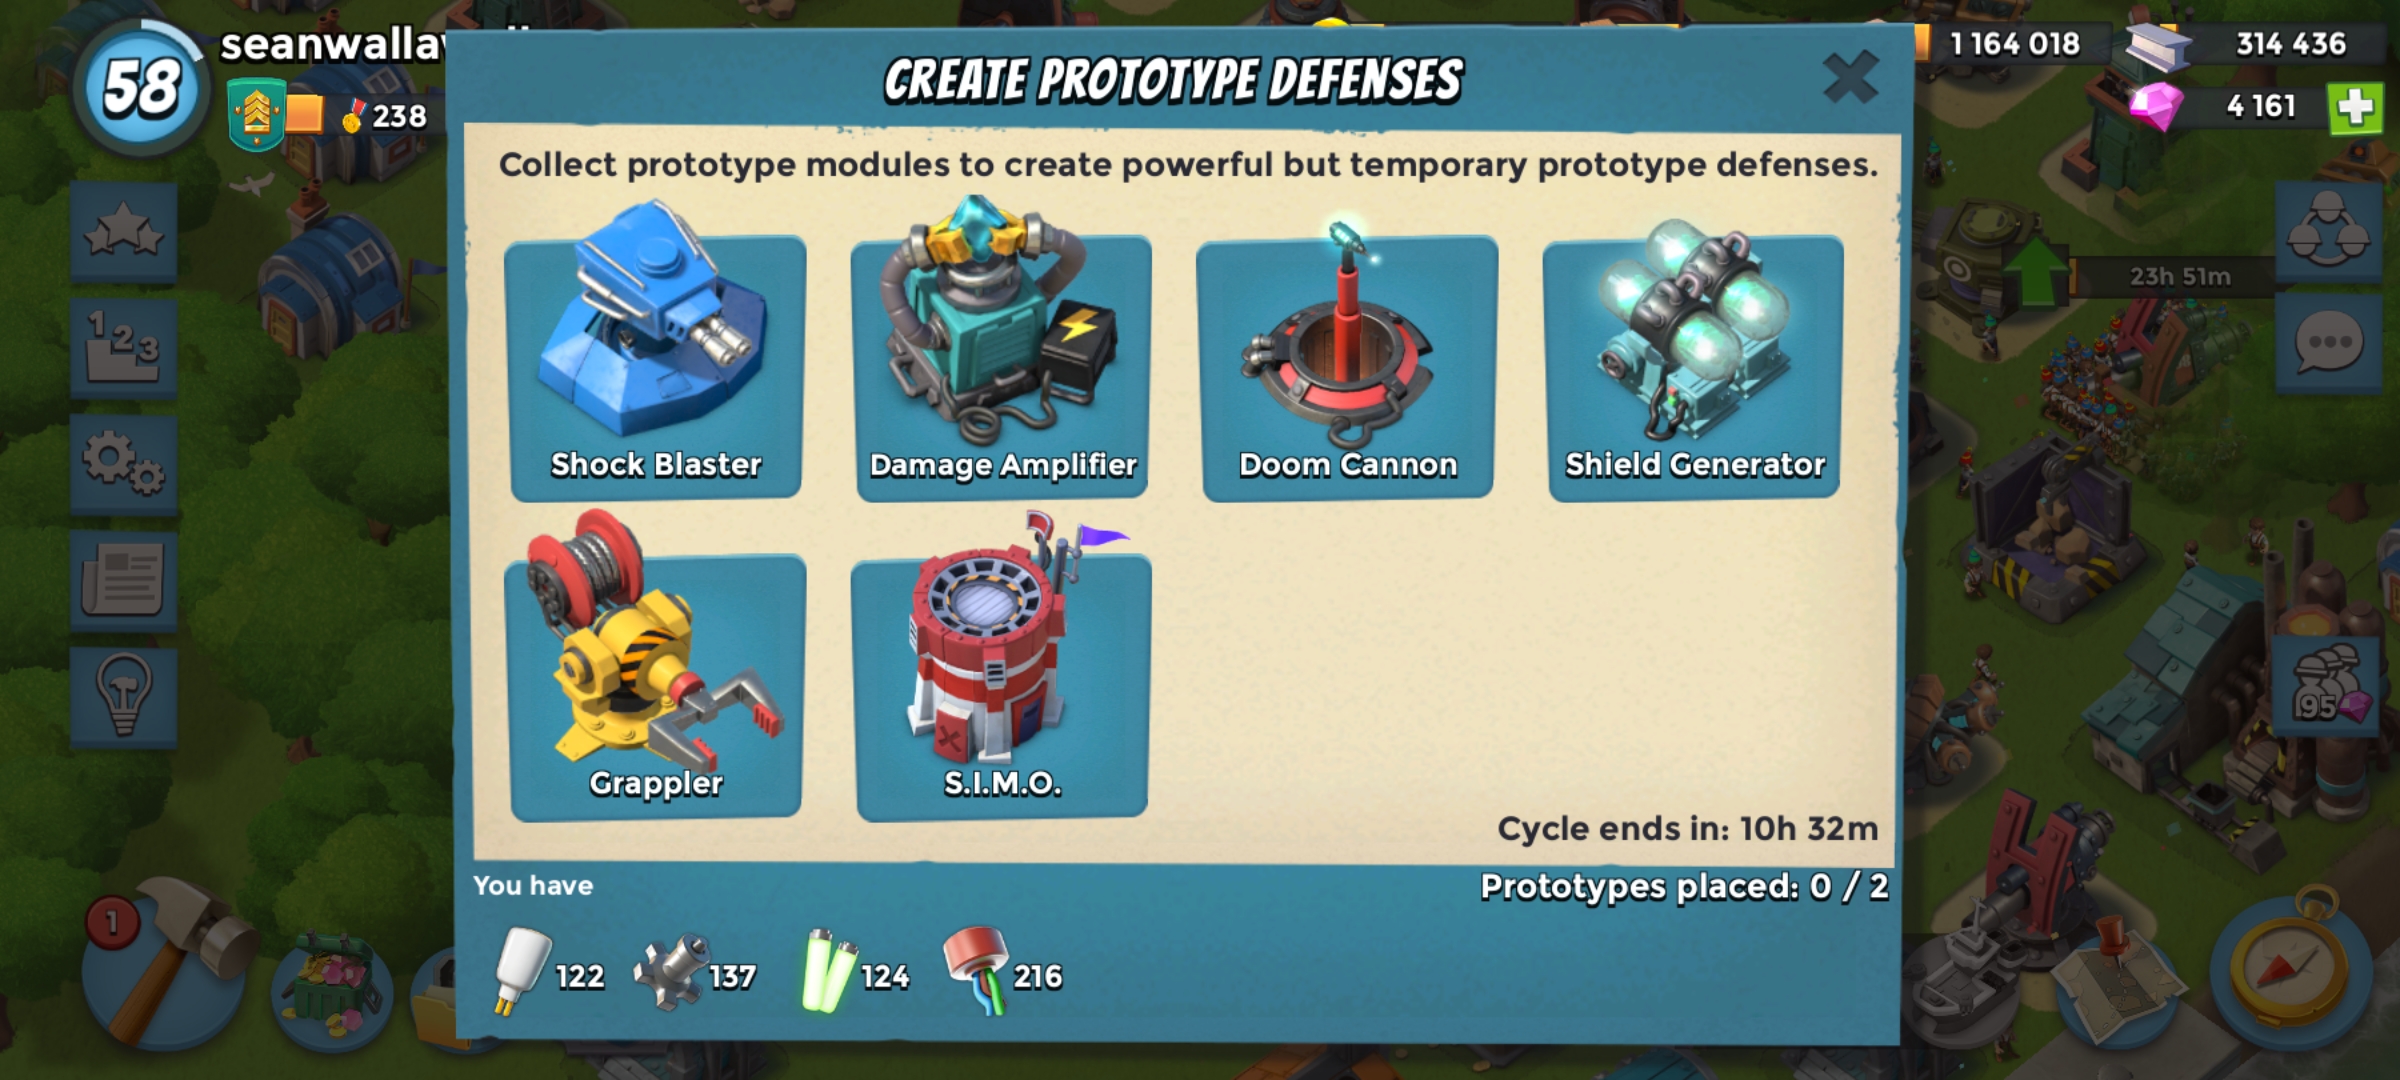 58
seanwalla
238
1 164 018
314 436
4 161
CREATE PROTOTYPE DEFENSES
Collect prototype modules to create powerful but temporary prototype defenses.
Shock Blaster
Damage Amplifier
Doom Cannon
Shield Generator
Grappler
S.I.M.O.
Cycle ends in: 10h 32m
You have
Prototypes placed: 0 / 2
122
137
124
216
123
1
23h 51m
195